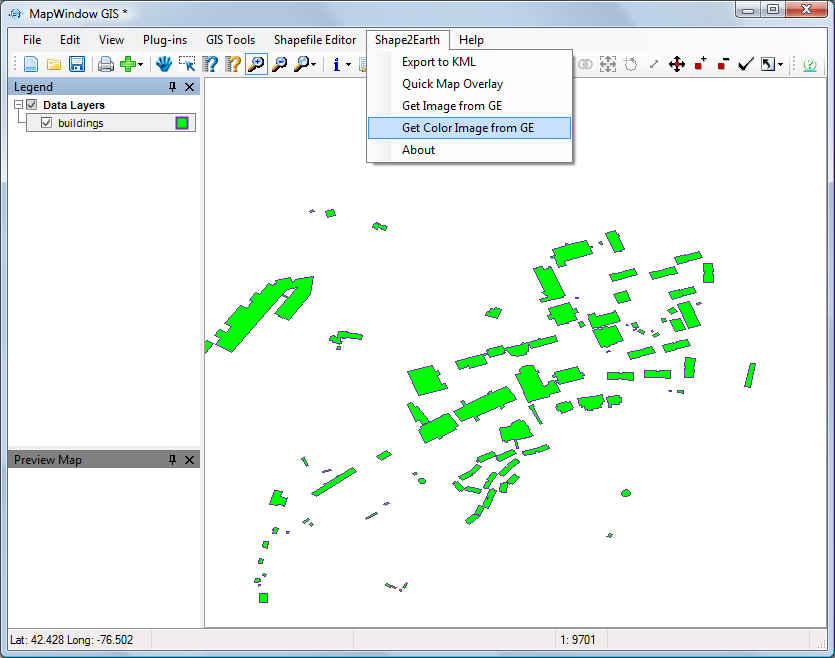 MapWindow GIS *
File Edit View Plug-ins GIS Tools Shapefile Editor Shape2Earth Help
Export to KML
Quick Map Overlay
Get Image from GE
Get Color Image from GE
About
Legend
Data Layers
buildings
Preview Map
Lat: 42.428 Long: -76.502 1: 9701